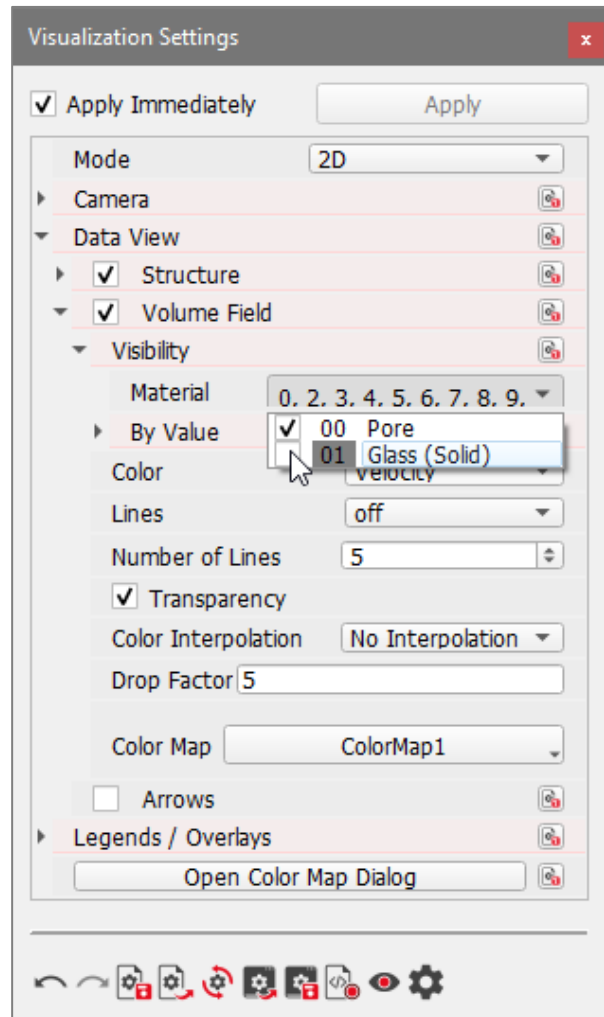 Visualization Settings x
Apply Immediately Apply
Mode 2D
Camera
Data View
Structure
Volume Field
Visibility
Material 0, 2, 3, 4, 5, 6, 7, 8, 9,
00 Pore
By Value
01 Glass (Solid)
Color Velocity
Lines off
Number of Lines 5
Transparency
Color Interpolation No Interpolation
Drop Factor 5
Color Map ColorMap1
Arrows
Legends / Overlays
Open Color Map Dialog